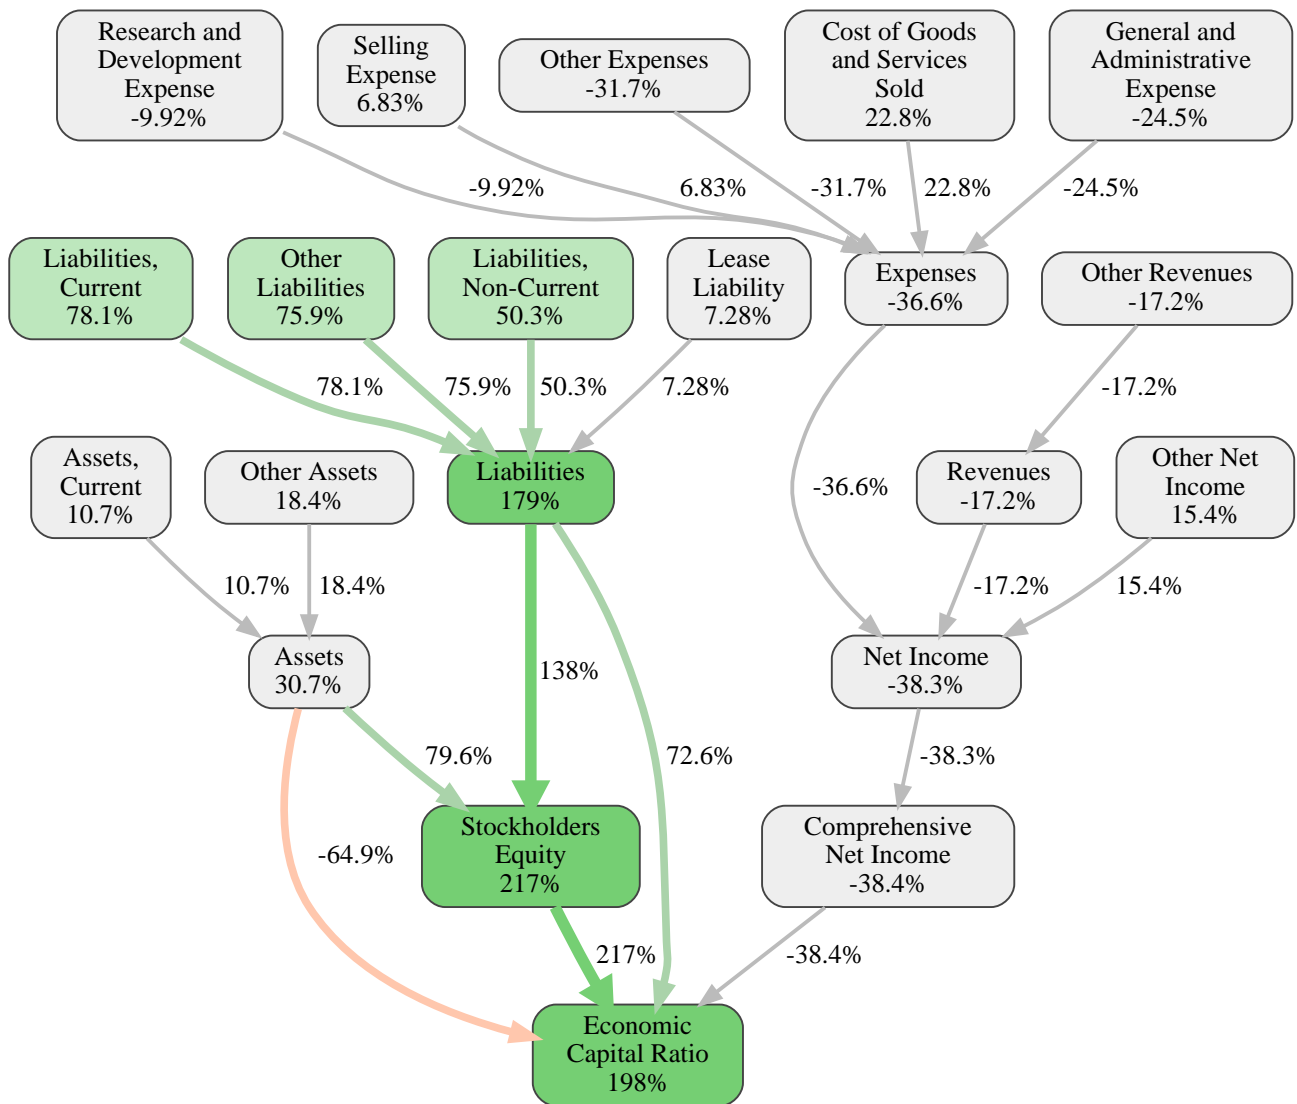 Research and
Development
Expense
-9.92%
Selling
Expense
6.83%
Other Expenses
-31.7%
Cost of Goods
and Services
Sold
22.8%
General and
Administrative
Expense
-24.5%
-9.92%
6.83%
-31.7%
22.8%
-24.5%
Liabilities,
Current
78.1%
Other
Liabilities
75.9%
Liabilities,
Non-Current
50.3%
Lease
Liability
7.28%
Expenses
-36.6%
Other Revenues
-17.2%
78.1%
75.9%
50.3%
7.28%
-17.2%
Assets,
Current
10.7%
Other Assets
18.4%
Liabilities
179%
-36.6%
Revenues
-17.2%
Other Net
Income
15.4%
10.7%
18.4%
-17.2%
15.4%
Assets
30.7%
138%
Net Income
-38.3%
79.6%
72.6%
-38.3%
-64.9%
Stockholders
Equity
217%
Comprehensive
Net Income
-38.4%
217%
-38.4%
Economic
Capital Ratio
198%